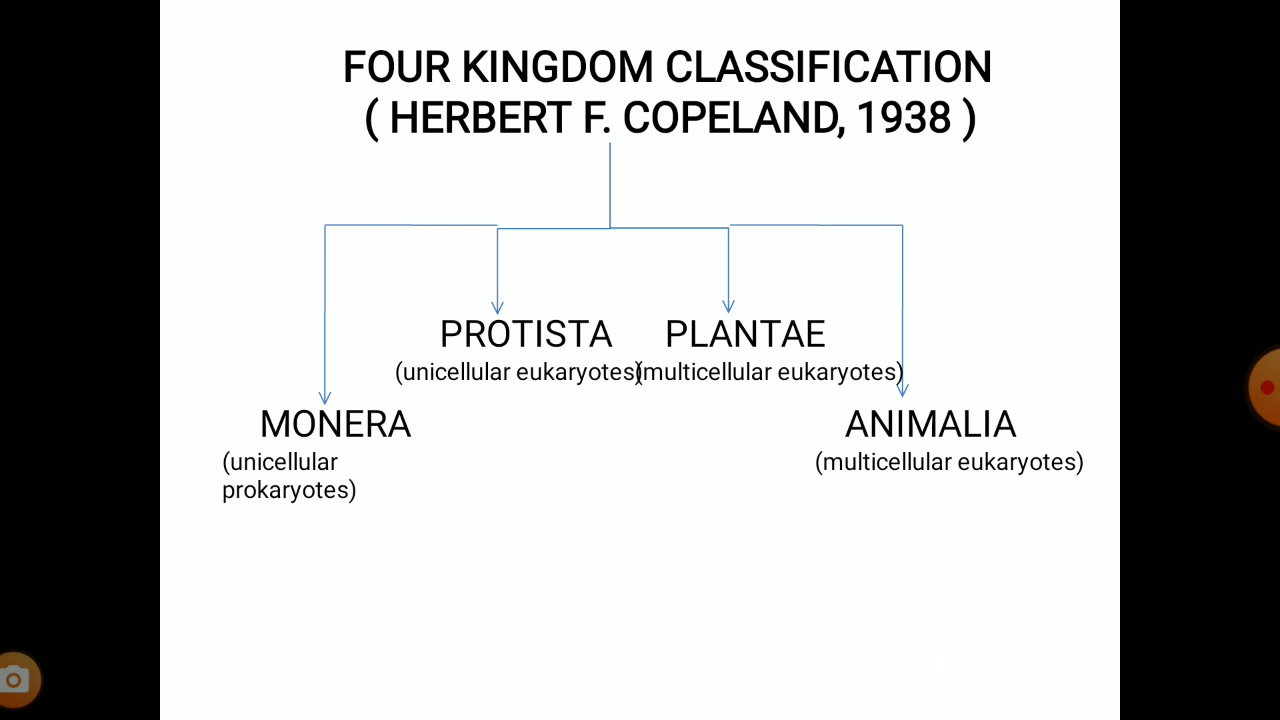 FOUR KINGDOM CLASSIFICATION
( HERBERT F. COPELAND, 1938 )
PROTISTA
(unicellular eukaryotes)
PLANTAE
(multicellular eukaryotes)
MONERA
(unicellular
prokaryotes)
ANIMALIA
(multicellular eukaryotes)